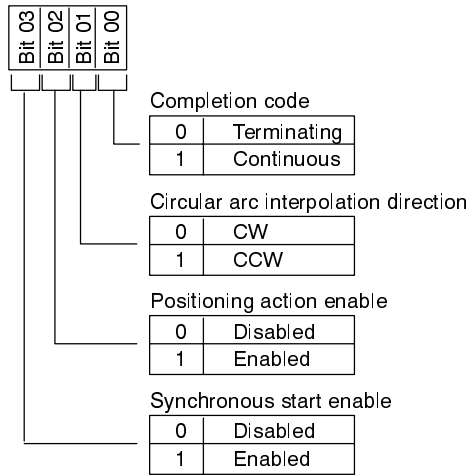 Bit 03 Bit 02 Bit 01 Bit 00
Completion code
0 Terminating
1 Continuous
Circular arc interpolation direction
0 CW
1 CCW
Positioning action enable
0 Disabled
1 Enabled
Synchronous start enable
0 Disabled
1 Enabled